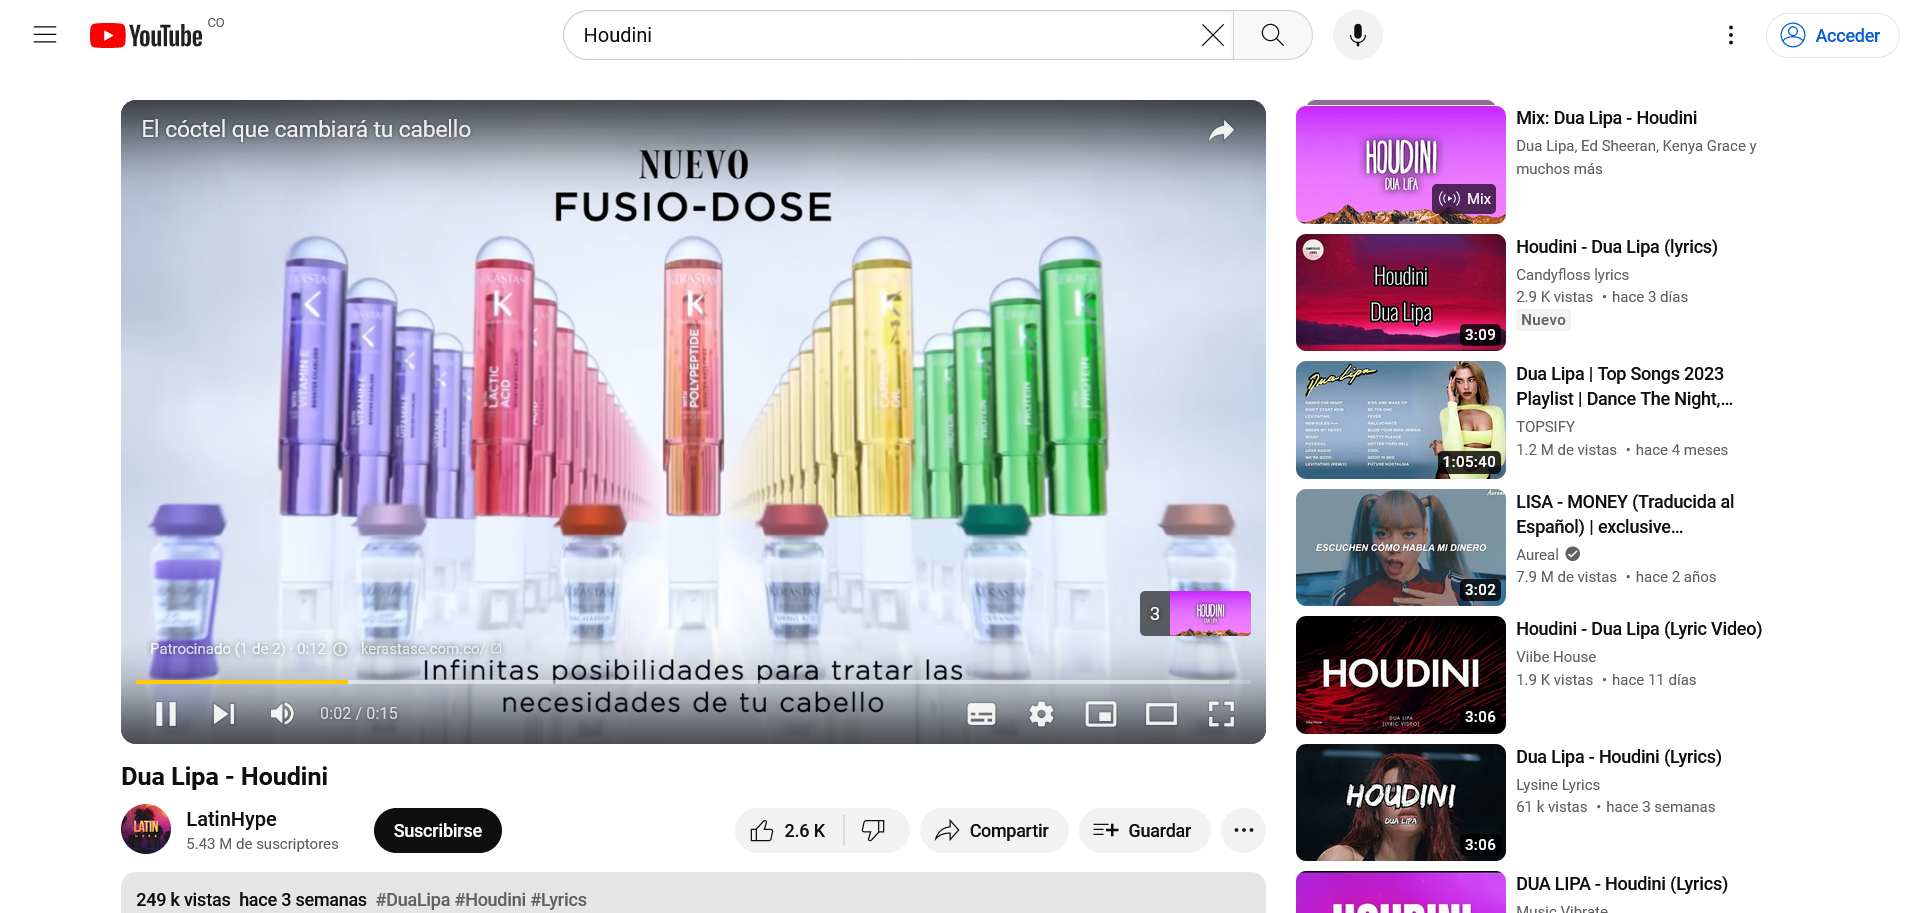 YouTube CO
Houdini
Acceder
El cóctel que cambiará tu cabello
NUEVO
FUSIO-DOSE
VITAMINE
LACTIC
ACID
POLYPEPTIDE
PROTEIN
3
HOUDINI
Patrocinado (1 de 2) · 0:12
kerastase.com.co/
Infinitas posibilidades para tratar las
necesidades de tu cabello
0:02 / 0:15
Dua Lipa - Houdini
LATIN
HYPE
LatinHype
5.43 M de suscriptores
Suscribirse
2.6 K
Compartir
Guardar
249 k vistas hace 3 semanas #DuaLipa #Houdini #Lyrics
HOUDINI
DUA LIPA
Mix
Mix: Dua Lipa - Houdini
Dua Lipa, Ed Sheeran, Kenya Grace y
muchos más
Houdini
Dua Lipa
3:09
Houdini - Dua Lipa (lyrics)
Candyfloss lyrics
2.9 K vistas • hace 3 días
Nuevo
Dua Lipa
1:05:40
Dua Lipa | Top Songs 2023
Playlist | Dance The Night,...
TOPSIFY
1.2 M de vistas • hace 4 meses
Aureal
ESCUCHEN CÓMO HABLA MI DINERO
3:02
LISA - MONEY (Traducida al
Español) | exclusive...
Aureal
7.9 M de vistas • hace 2 años
HOUDINI
DUA LIPA
(LYRIC VIDEO)
3:06
Houdini - Dua Lipa (Lyric Video)
Viibe House
1.9 K vistas • hace 11 días
HOUDINI
DUA LIPA
3:06
Dua Lipa - Houdini (Lyrics)
Lysine Lyrics
61 k vistas • hace 3 semanas
HOUDINI
DUA LIPA - Houdini (Lyrics)
Music Vibrate